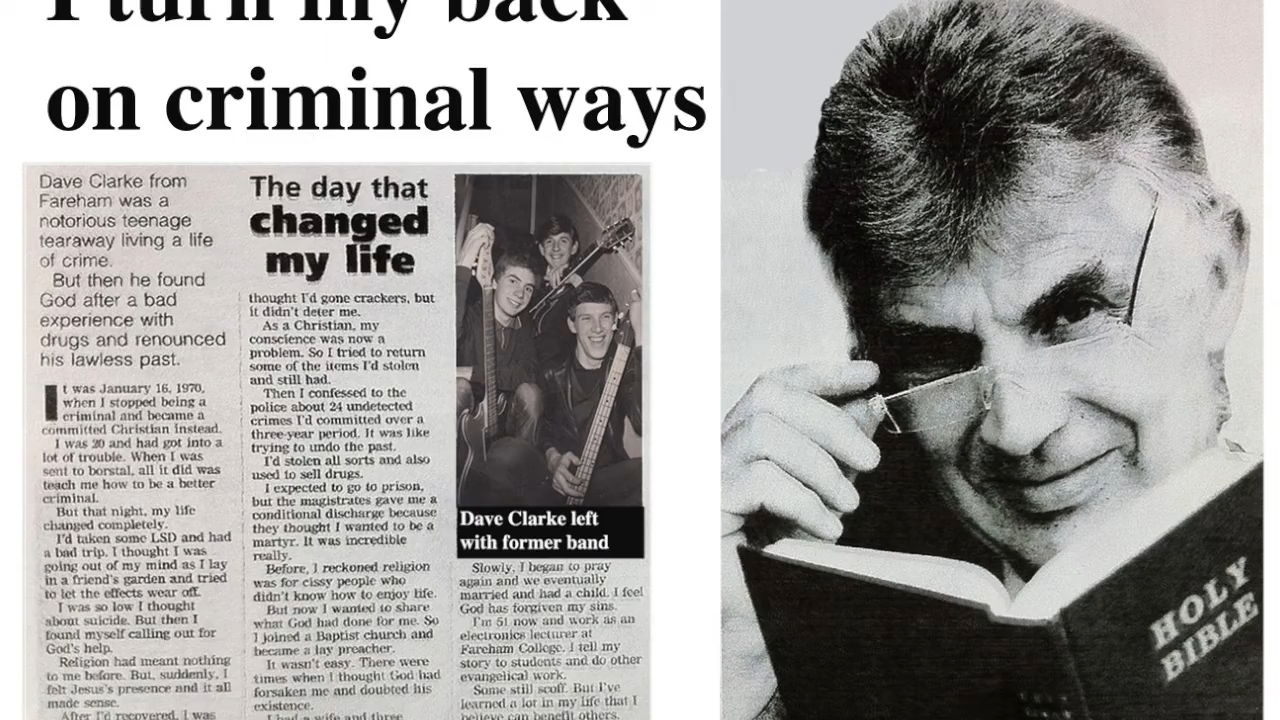 I turn my back
on criminal ways
Dave Clarke from
Fareham was a
notorious teenage
tearaway living a life
of crime.
But then he found
God after a bad
experience with
drugs and renounced
his lawless past.
It was January 16, 1970,
when I stopped being a
criminal and became a
committed Christian instead.
I was 20 and had got into a
lot of trouble. When I was
sent to borstal, all it did was
teach me how to be a better
criminal.
But that night, my life
changed completely.
I'd taken some LSD and had
a bad trip. I thought I was
going out of my mind as I lay
in a friend's garden and tried
to let the effects wear off.
I was so low I thought
about suicide. But then I
found myself calling out for
God's help.
Religion had meant nothing
to me before. But, suddenly, I
felt Jesus's presence and it all
made sense.
After I'd recovered, I was
The day that
changed
my life
thought I'd gone crackers, but
it didn't deter me.
As a Christian, my
conscience was now a
problem. So I tried to return
some of the items I'd stolen
and still had.
Then I confessed to the
police about 24 undetected
crimes I'd committed over a
three-year period. It was like
trying to undo the past.
I'd stolen all sorts and also
used to sell drugs.
I expected to go to prison,
but the magistrates gave me a
conditional discharge because
they thought I wanted to be a
martyr. It was incredible
really.
Before, I reckoned religion
was for cissy people who
didn't know how to enjoy life.
But now I wanted to share
what God had done for me. So
I joined a Baptist church and
became a lay preacher.
It wasn't easy. There were
times when I thought God had
forsaken me and doubted his
existence.
I had a wife and three
Dave Clarke left
with former band
Slowly, I began to pray
again and we eventually
married and had a child. I feel
God has forgiven my sins.
I'm 51 now and work as an
electronics lecturer at
Fareham College. I tell my
story to students and do other
evangelical work.
Some still scoff. But I've
learned a lot in my life that I
believe can benefit others.
HOLY
BIBLE